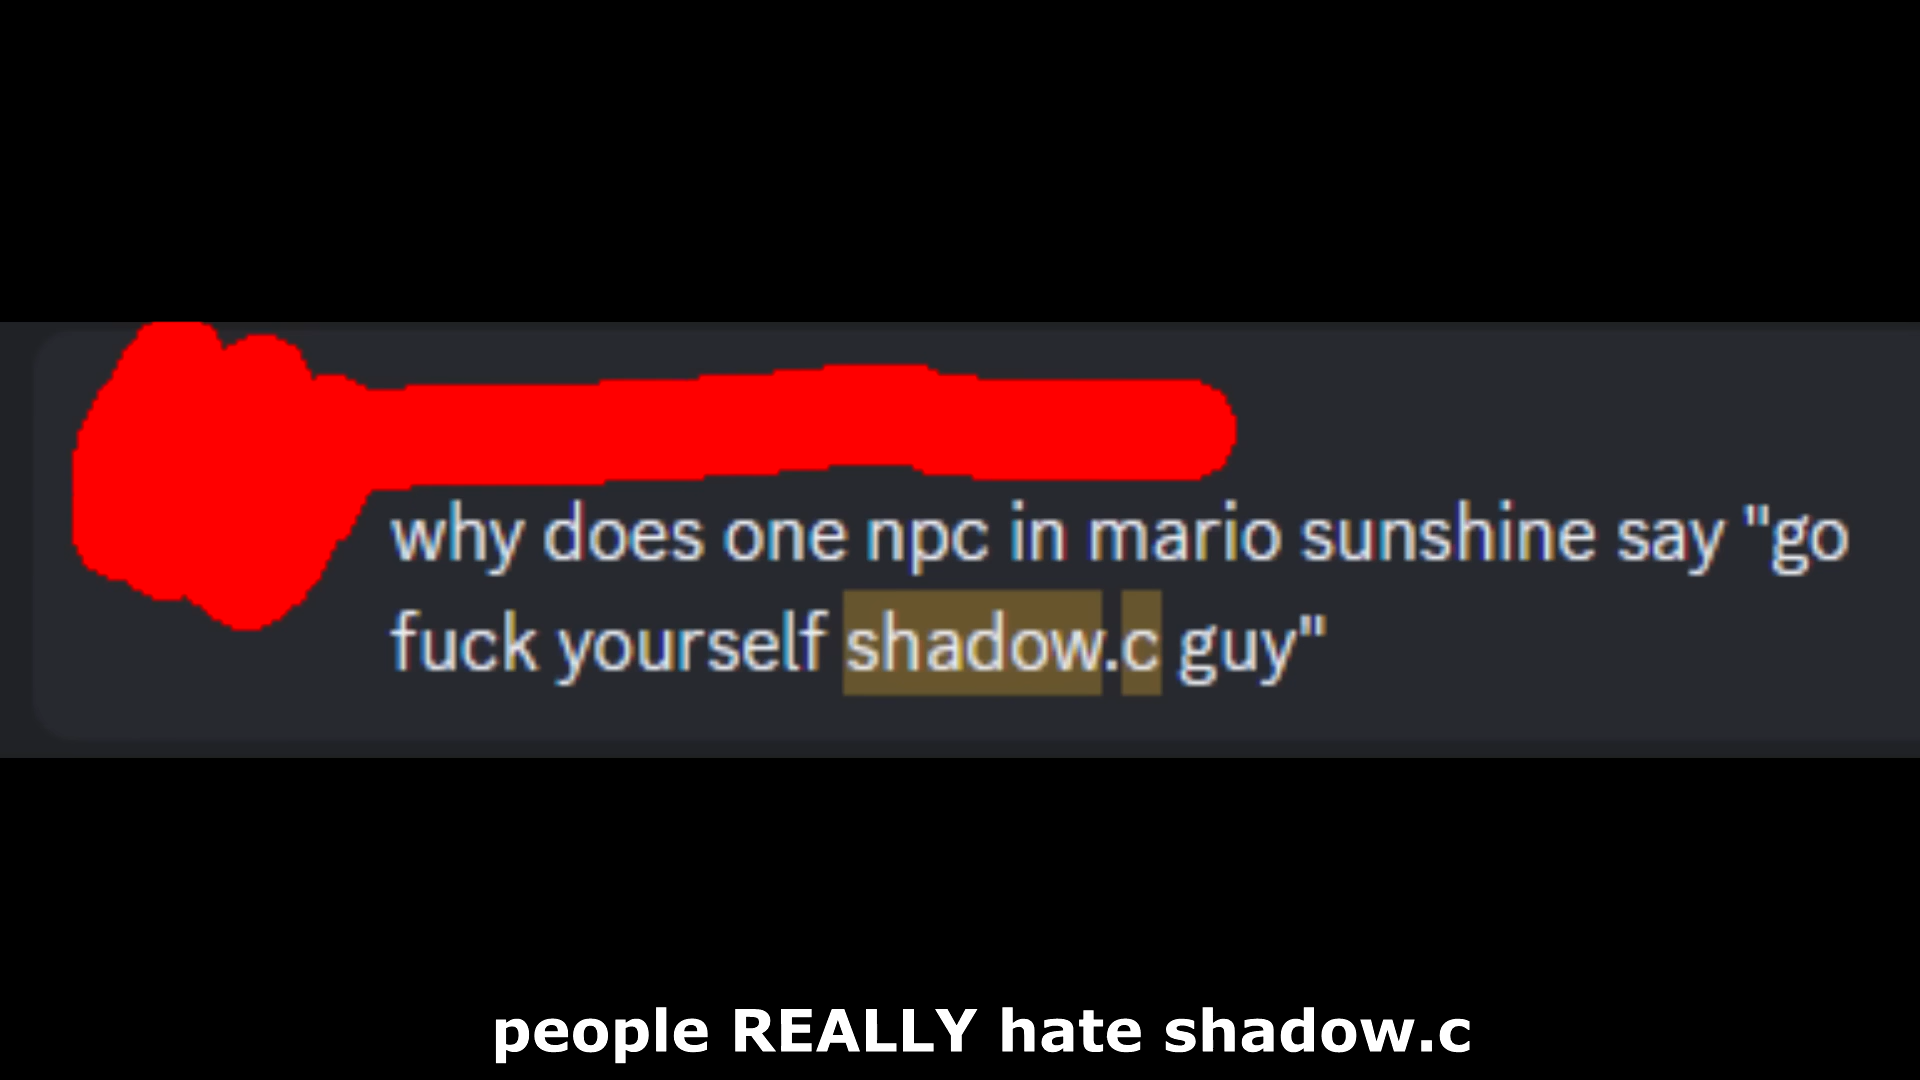 why does one npc in mario sunshine say "go
fuck yourself shadow.c guy"
people REALLY hate shadow.c